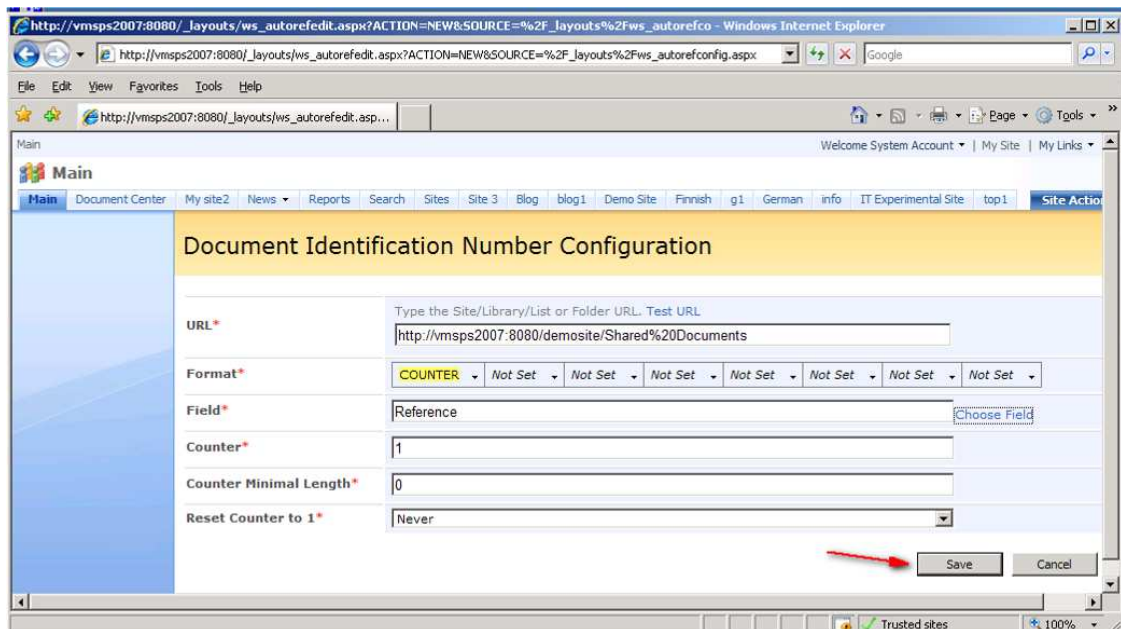 http://vmsps2007:8080/_layouts/ws_autorefedit.aspx?ACTION=NEW&SOURCE=%2F_layouts%2Fws_autorefco - Windows Internet Explorer
http://vmsps2007:8080/_layouts/ws_autorefedit.aspx?ACTION=NEW&SOURCE=%2F_layouts%2Fws_autorefconfig.aspx Google
File Edit View Favorites Tools Help
http://vmsps2007:8080/_layouts/ws_autorefedit.asp... Page Tools »
Main Welcome System Account | My Site | My Links
Main
Main Document Center My site2 News Reports Search Sites Site 3 Blog blog1 Demo Site Finnish g1 German info IT Experimental Site top1 Site Action
Document Identification Number Configuration
Type the Site/Library/List or Folder URL. Test URL
URL*
http://vmsps2007:8080/demosite/Shared%20Documents
Format* COUNTER Not Set Not Set Not Set Not Set Not Set Not Set Not Set
Field* Reference Choose Field
Counter* 1
Counter Minimal Length* 0
Reset Counter to 1* Never
Save Cancel
Trusted sites 100%